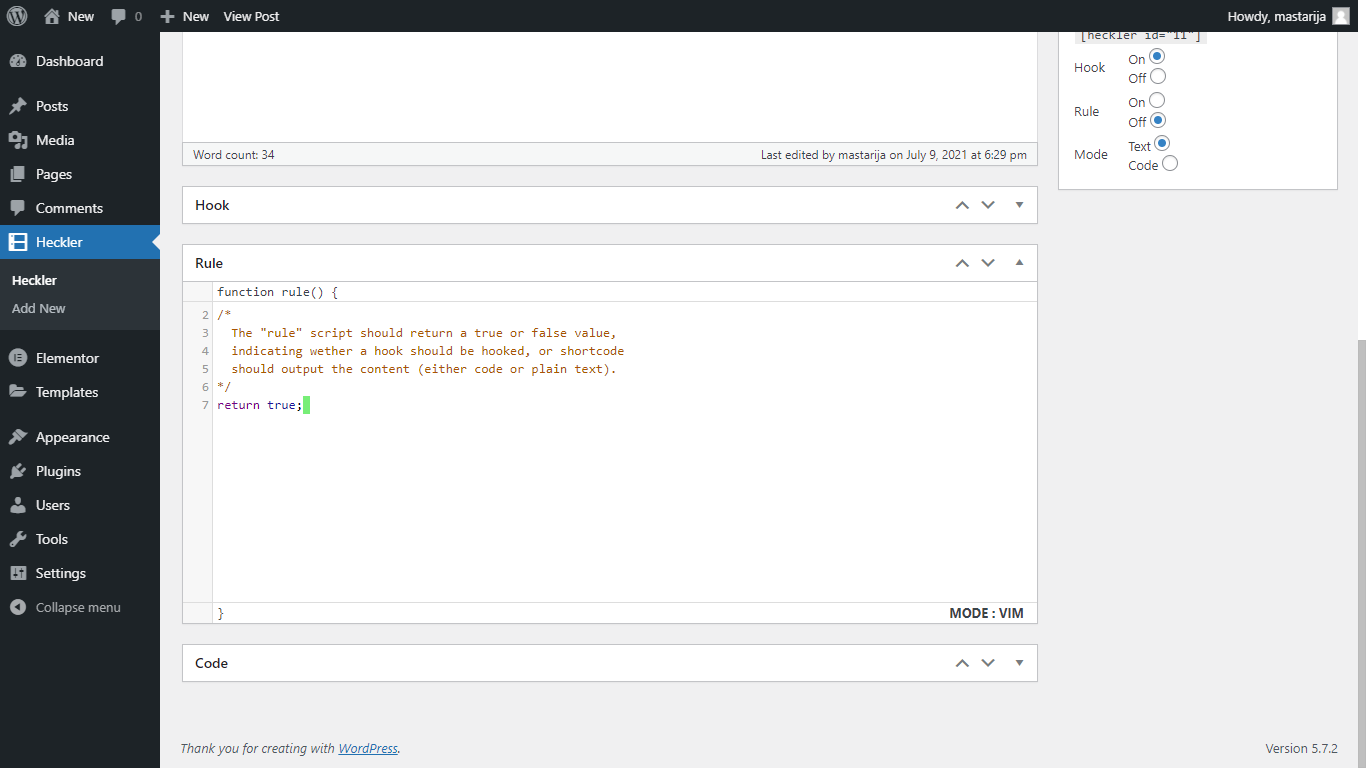 New 0 New View Post Howdy, mastarija
Dashboard
Posts
Media
Pages
Comments
Heckler
Heckler
Add New
Elementor
Templates
Appearance
Plugins
Users
Tools
Settings
Collapse menu
Word count: 34 Last edited by mastarija on July 9, 2021 at 6:29 pm
Hook
Rule
function rule() {
2 /*
3 The "rule" script should return a true or false value,
4 indicating wether a hook should be hooked, or shortcode
5 should output the content (either code or plain text).
6 */
7 return true;
} MODE : VIM
Code
[heckler id="11"]
Hook On
Off
Rule On
Off
Mode Text
Code
Thank you for creating with WordPress. Version 5.7.2